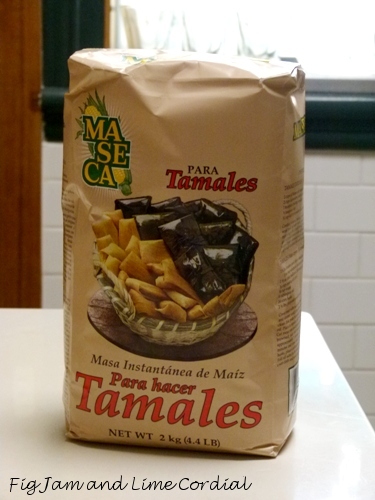 MA
SE
CA
PARA
Tamales
Masa Instantánea de Maíz
Para hacer
Tamales
NET WT 2 kg (4.4 LB)
Fig Jam and Lime Cordial